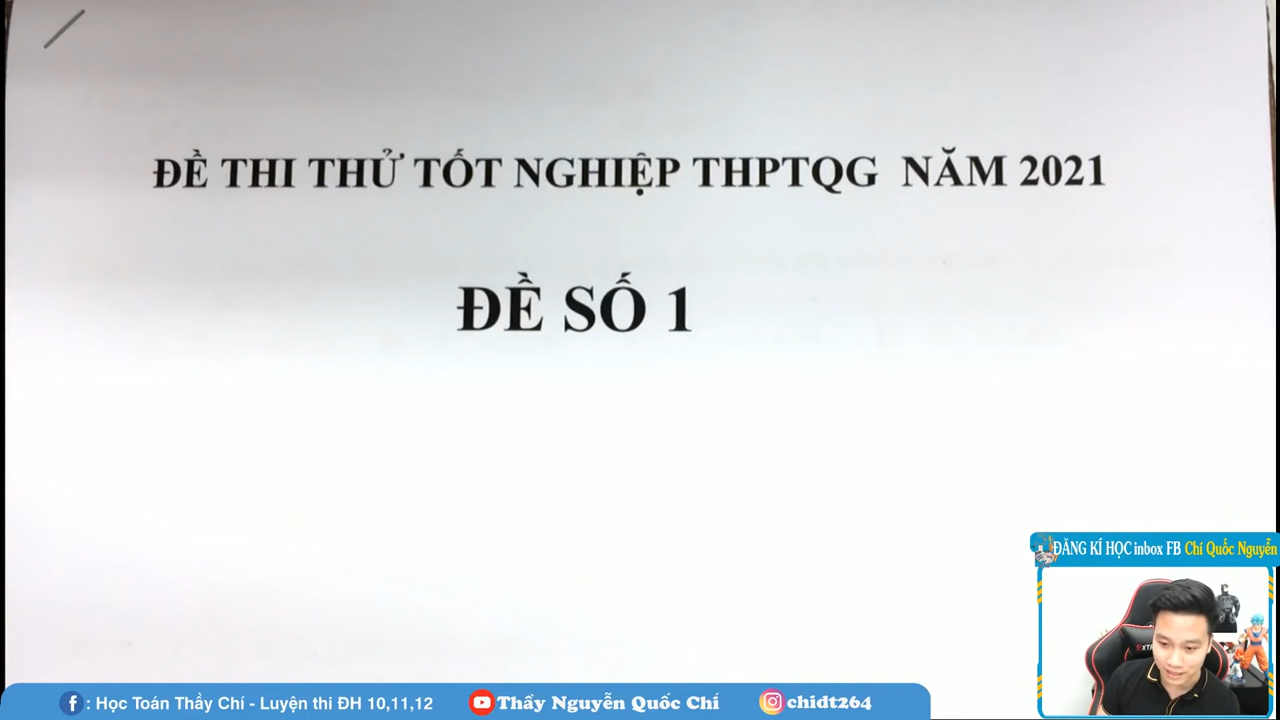 ĐỀ THI THỬ TỐT NGHIỆP THPTQG NĂM 2021
ĐỀ SỐ 1
ĐĂNG KÍ HỌC inbox FB Chí Quốc Nguyễn
: Học Toán Thầy Chí - Luyện thi ĐH 10,11,12
Thầy Nguyễn Quốc Chí
chidt264